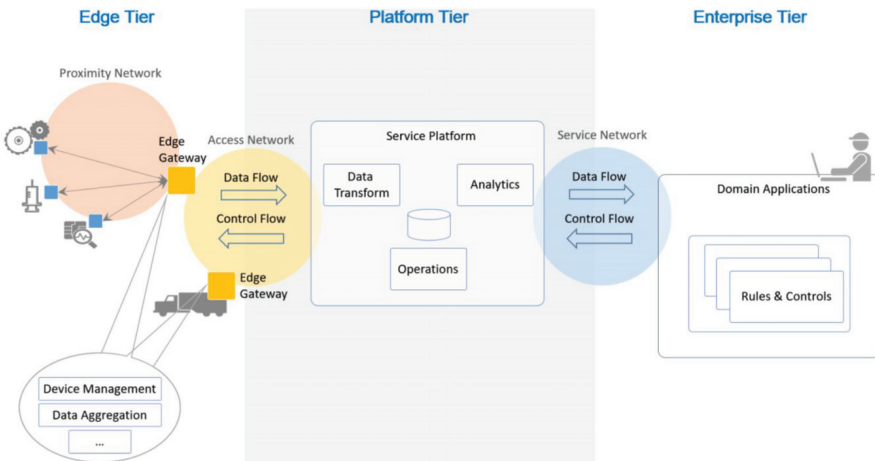 Edge Tier
Platform Tier
Enterprise Tier
Proximity Network
Edge
Gateway
Access Network
Data Flow
Control Flow
Edge
Gateway
Device Management
Data Aggregation
...
Service Platform
Data
Transform
Analytics
Operations
Service Network
Data Flow
Control Flow
Domain Applications
Rules & Controls